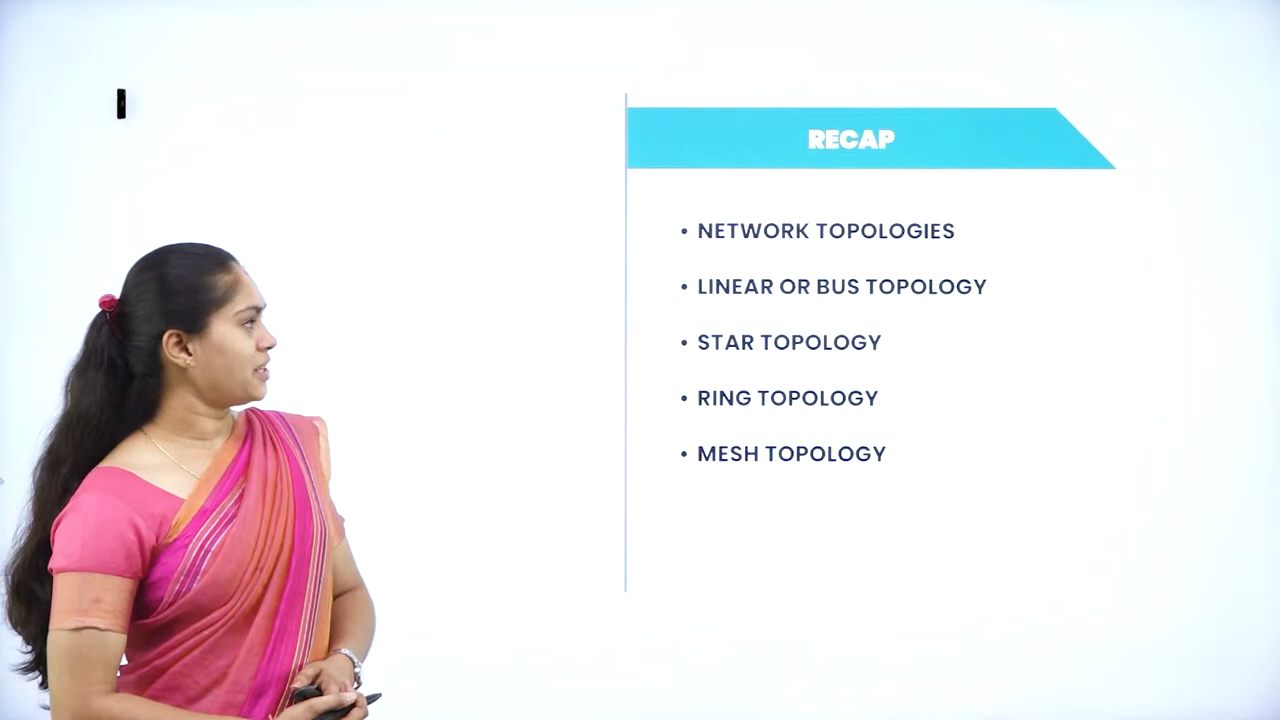 RECAP
• NETWORK TOPOLOGIES
• LINEAR OR BUS TOPOLOGY
• STAR TOPOLOGY
• RING TOPOLOGY
• MESH TOPOLOGY